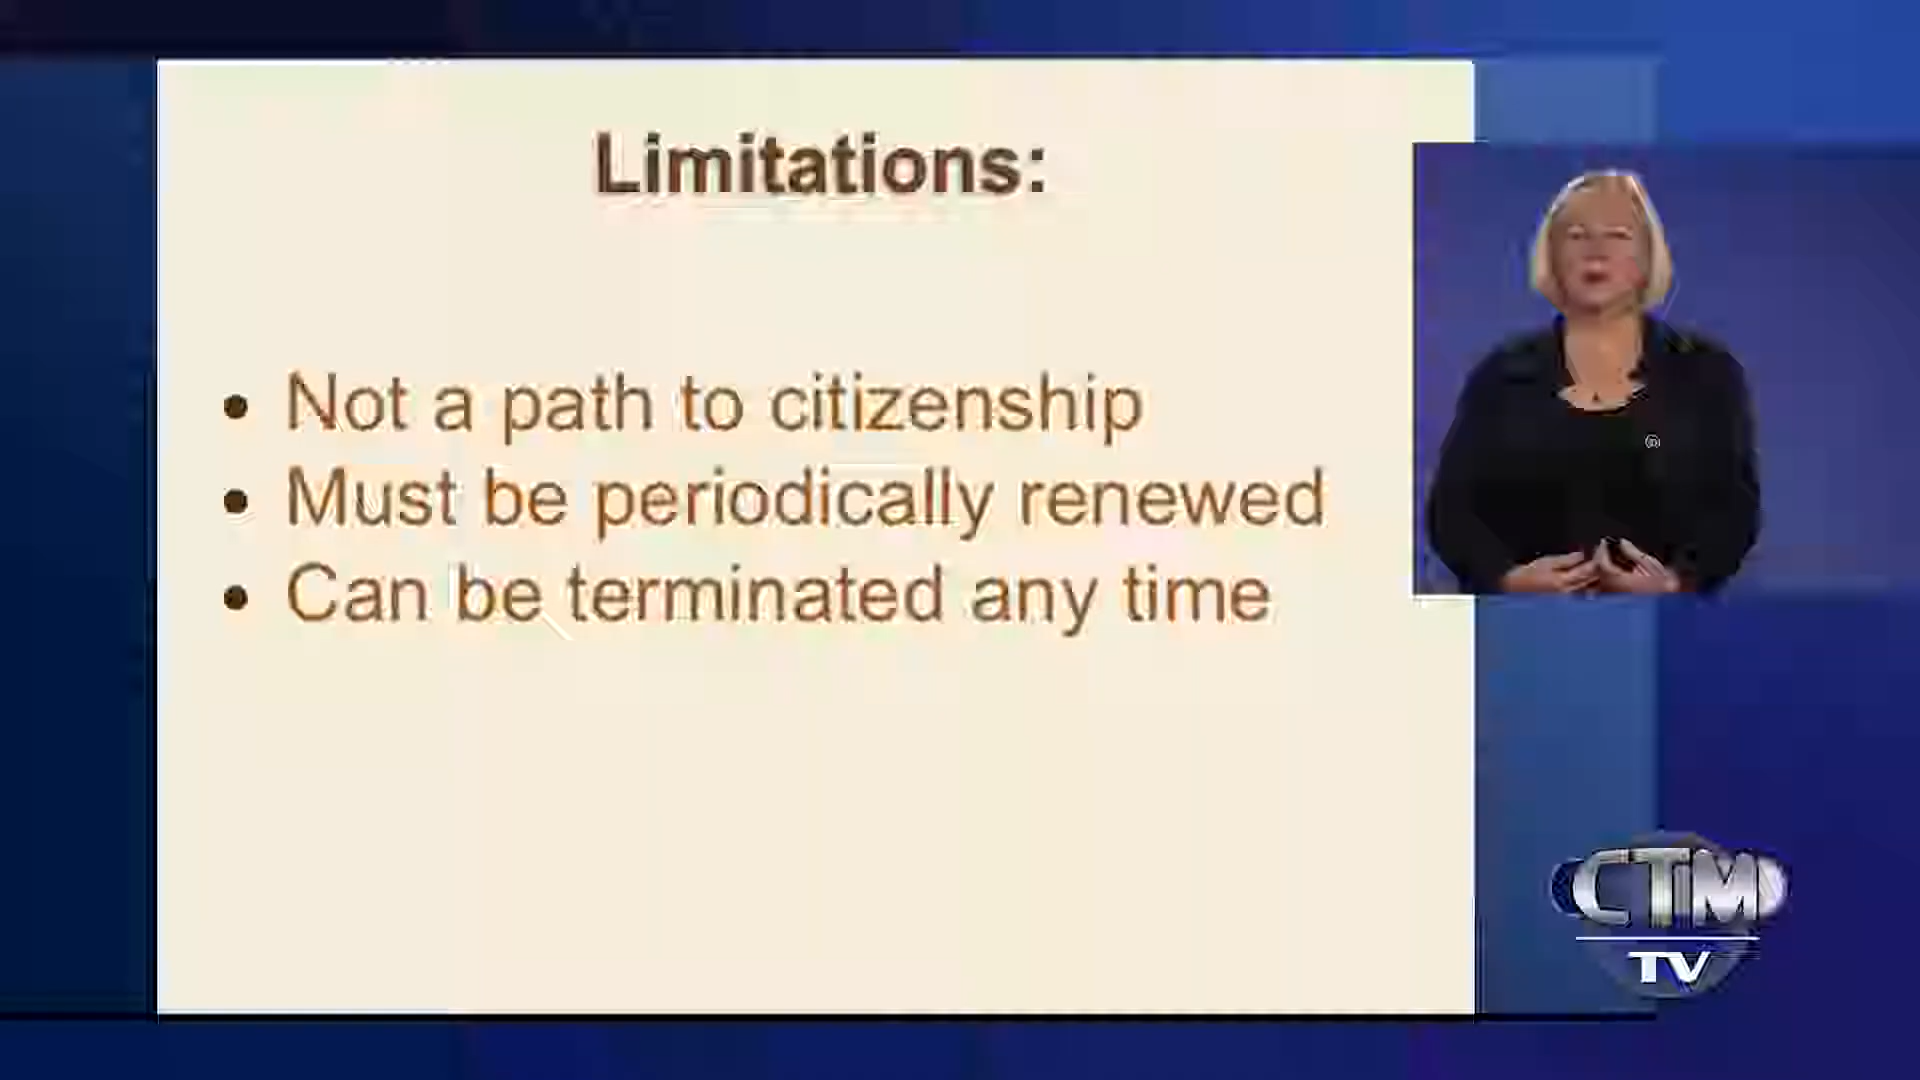 Limitations:
• Not a path to citizenship
• Must be periodically renewed
• Can be terminated any time
CTM
TV